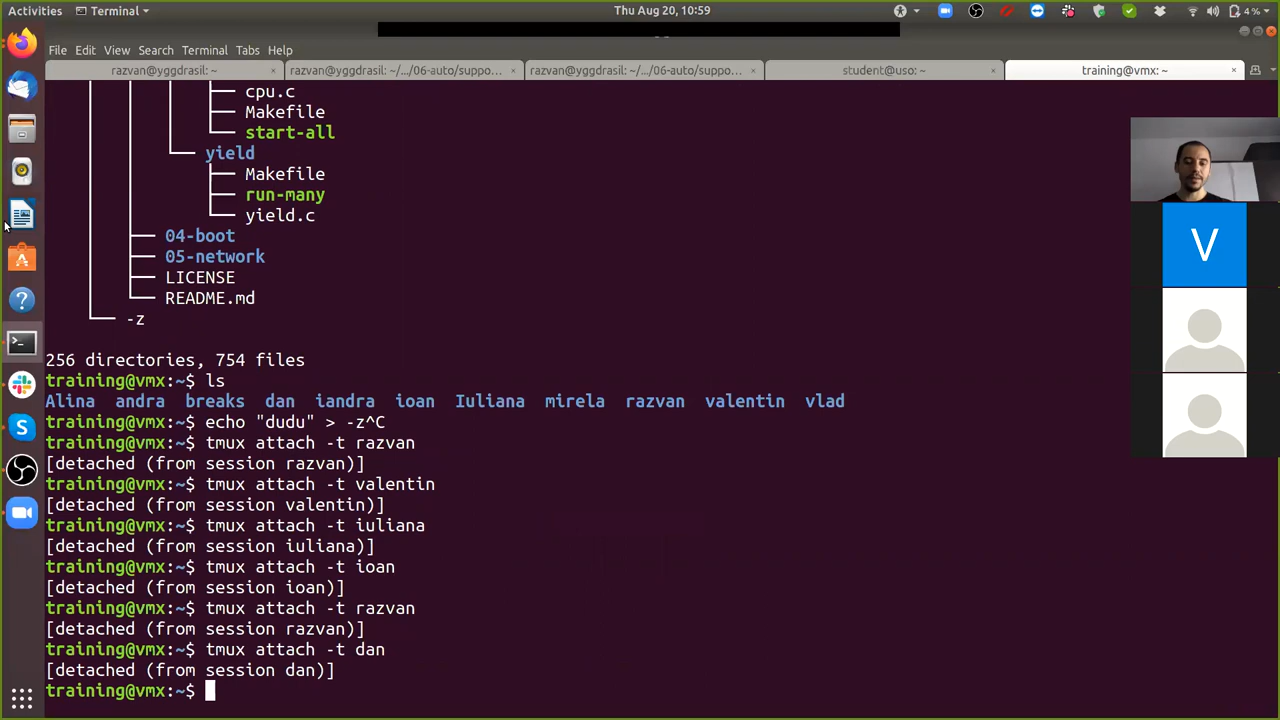 Activities Terminal Thu Aug 20, 10:59 4 %
File Edit View Search Terminal Tabs Help
razvan@yggdrasil: ~ × razvan@yggdrasil: ~/.../06-auto/suppo... × razvan@yggdrasil: ~/.../06-auto/suppo... × student@uso: ~ × training@vmx: ~ ×
cpu.c
Makefile
start-all
yield
Makefile
run-many
yield.c
04-boot
05-network
LICENSE
README.md
-z
256 directories, 754 files
training@vmx:~$ ls
Alina andra breaks dan iandra ioan Iuliana mirela razvan valentin vlad
training@vmx:~$ echo "dudu" > -z^C
training@vmx:~$ tmux attach -t razvan
[detached (from session razvan)]
training@vmx:~$ tmux attach -t valentin
[detached (from session valentin)]
training@vmx:~$ tmux attach -t iuliana
[detached (from session iuliana)]
training@vmx:~$ tmux attach -t ioan
[detached (from session ioan)]
training@vmx:~$ tmux attach -t razvan
[detached (from session razvan)]
training@vmx:~$ tmux attach -t dan
[detached (from session dan)]
training@vmx:~$
V